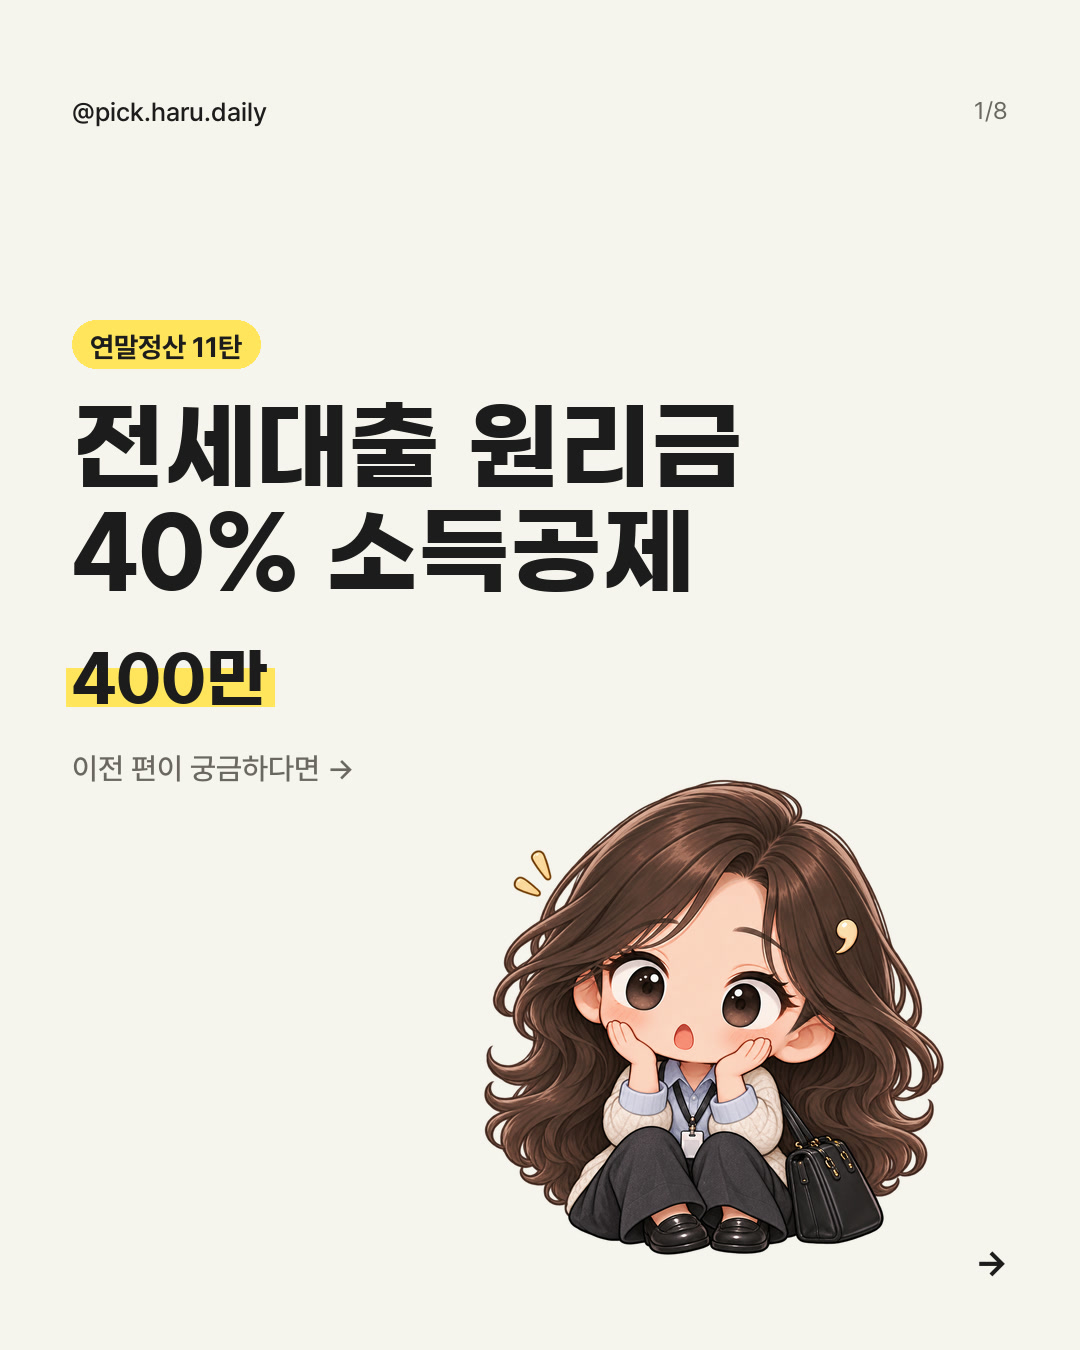 @pick.haru.daily
1/8
연말정산 11탄
전세대출 원리금
40% 소득공제
400만
이전 편이 궁금하다면 →
→